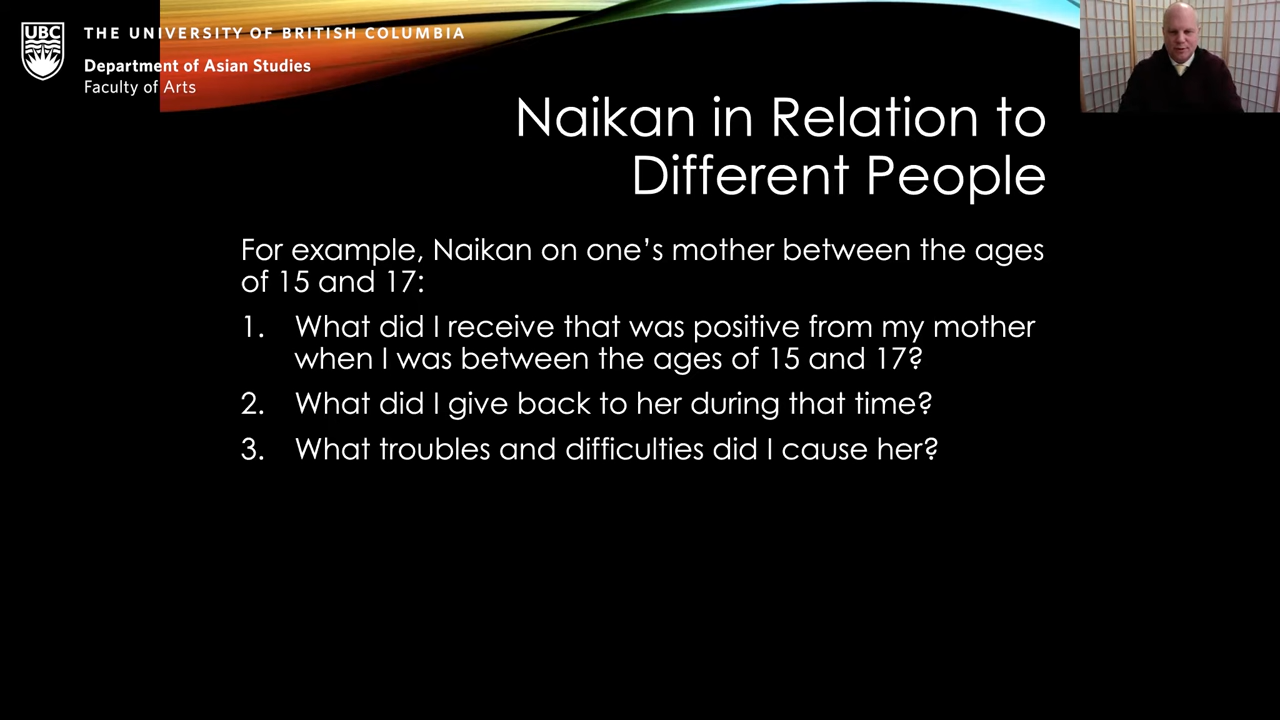 UBC
THE UNIVERSITY OF BRITISH COLUMBIA
Department of Asian Studies
Faculty of Arts
Naikan in Relation to
Different People
For example, Naikan on one’s mother between the ages
of 15 and 17:
1. What did I receive that was positive from my mother
when I was between the ages of 15 and 17?
2. What did I give back to her during that time?
3. What troubles and difficulties did I cause her?